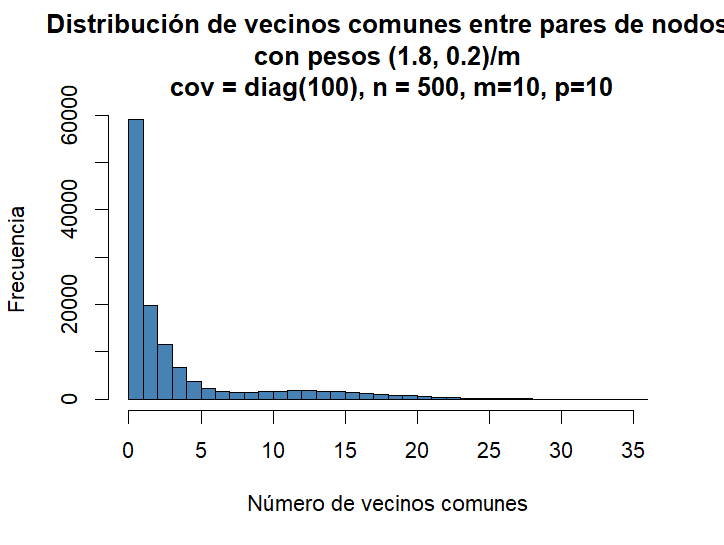 Distribución de vecinos comunes entre pares de nodos
con pesos (1.8, 0.2)/m
cov = diag(100), n = 500, m=10, p=10
60000
40000
20000
0
Frecuencia
0 5 10 15 20 25 30 35
Número de vecinos comunes